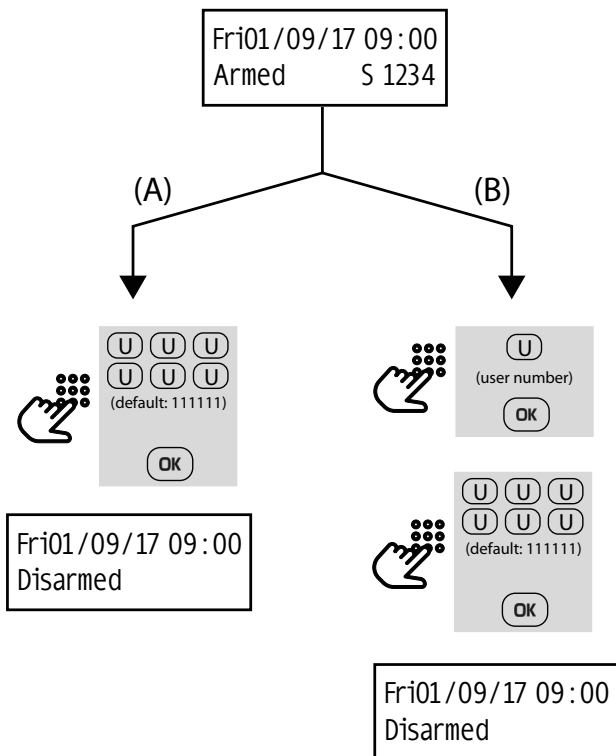 Fri01/09/17 09:00
Armed S 1234
(A)
(B)
U U U
U U U
(default: 111111)
OK
Fri01/09/17 09:00
Disarmed
U
(user number)
OK
U U U
U U U
(default: 111111)
OK
Fri01/09/17 09:00
Disarmed